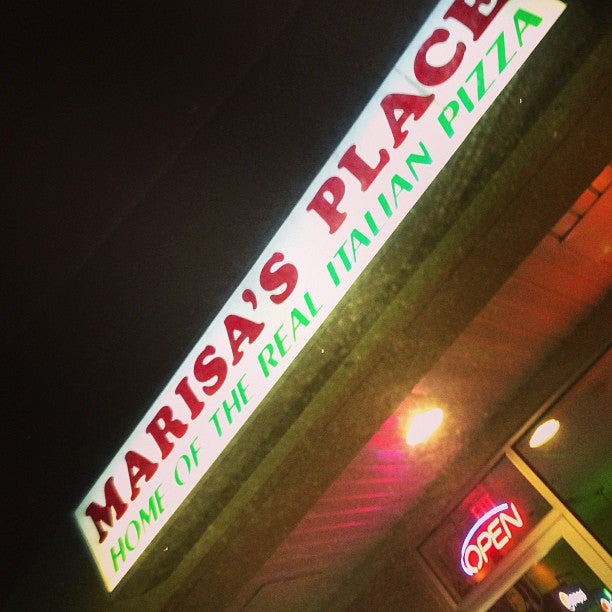 MARISA'S PLACE
HOME OF THE REAL ITALIAN PIZZA
OPEN